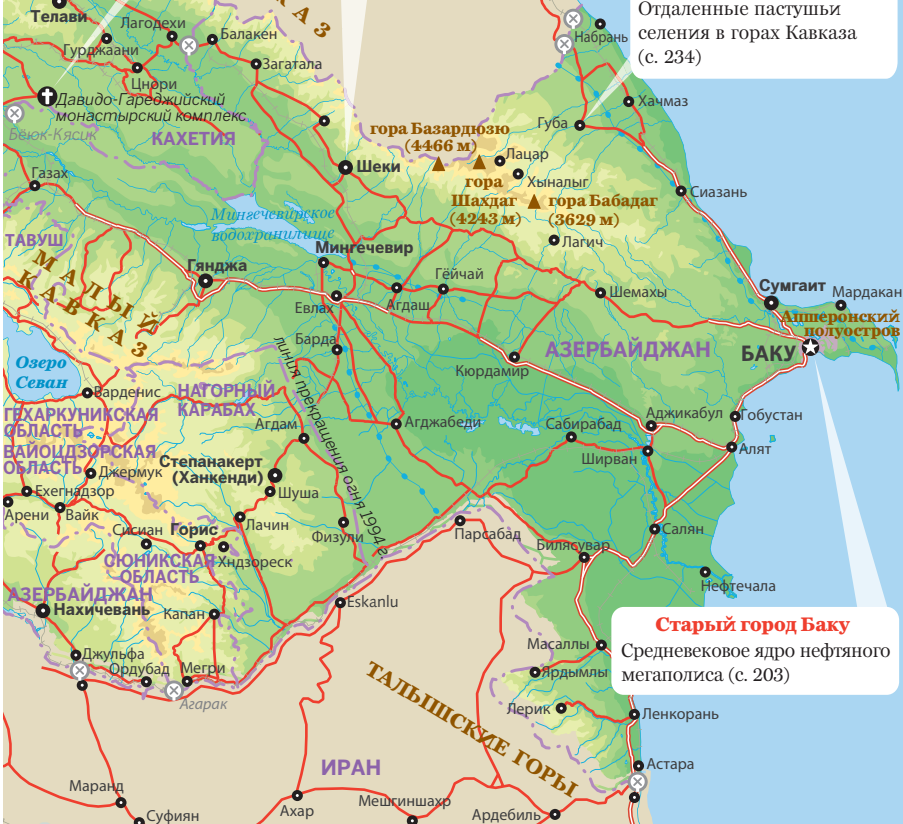 Отдаленные пастушьи
селения в горах Кавказа
(с. 234)
КАЗ
Телави
Лагодехи
Балакен
Гурджаани
Загатала
Цнори
Набрань
Давидо-Гареджийский
монастырский комплекс
Бёюк-Кясик
КАХЕТИЯ
Хачмаз
Губа
гора Базардюзю
(4466 м)
Лацар
Шеки
Хыналыг
гора
Шахдаг
(4243 м)
гора Бабадаг
(3629 м)
Сиазань
Газах
Мингечевирское
водохранилище
Лагич
ТАВУШ
МАЛЫЙ
КАВКАЗ
Мингечевир
Гянджа
Гёйчай
Евлах
Агдаш
Шемахы
Сумгаит
Мардакан
Апшеронский
полуостров
БАКУ
Барда
АЗЕРБАЙДЖАН
Кюрдамир
линия прекращения огня 1994 г.
Озеро
Севан
Варденис
НАГОРНЫЙ
КАРАБАХ
ГЕХАРКУНИКСКАЯ
ОБЛАСТЬ
Агдам
Агджабеди
Сабирабад
Аджикабул
Гобустан
ВАЙОЦДЗОРСКАЯ
ОБЛАСТЬ
Джермук
Степанакерт
(Ханкенди)
Ширван
Алят
Ехегнадзор
Шуша
Арени
Вайк
Сисиан
Горис
Лачин
Физули
Парсабад
Салян
Хндзореск
Билясувар
СЮНИКСКАЯ
ОБЛАСТЬ
Нефтечала
АЗЕРБАЙДЖАН
Нахичевань
Капан
Eskanlu
Старый город Баку
Средневековое ядро нефтяного
мегаполиса (с. 203)
Джульфа
Ордубад
Мегри
Агарак
Масаллы
Ярдымлы
Лерик
Ленкорань
ТАЛЫШСКИЕ ГОРЫ
ИРАН
Астара
Маранд
Суфиян
Ахар
Мешгиншахр
Ардебиль